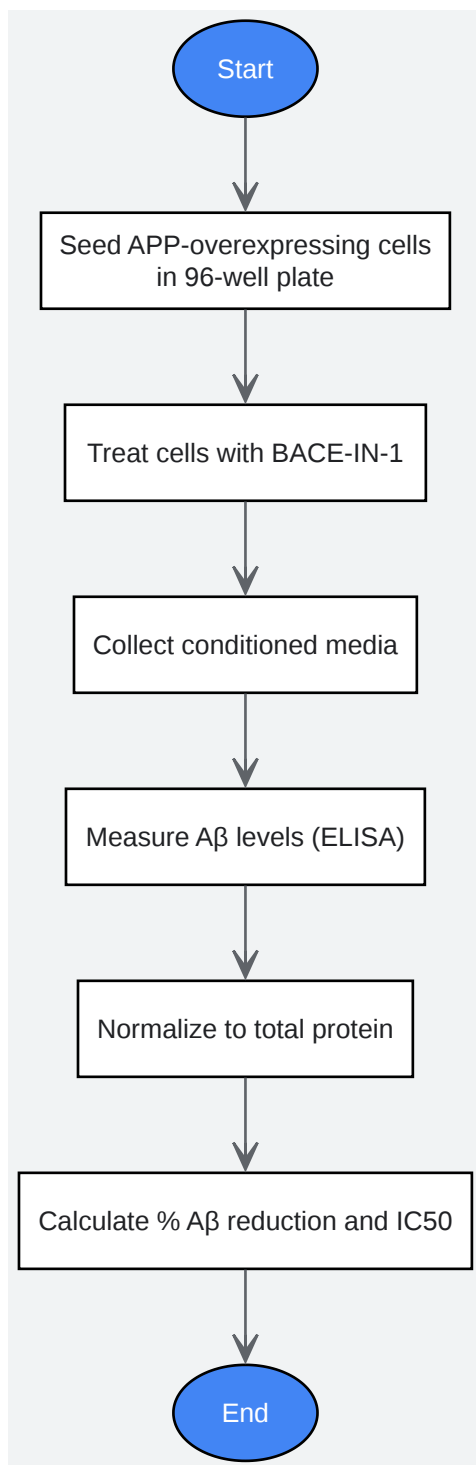 Start
Seed APP-overexpressing cells
in 96-well plate
Treat cells with BACE-IN-1
Collect conditioned media
Measure Aβ levels (ELISA)
Normalize to total protein
Calculate % Aβ reduction and IC50
End